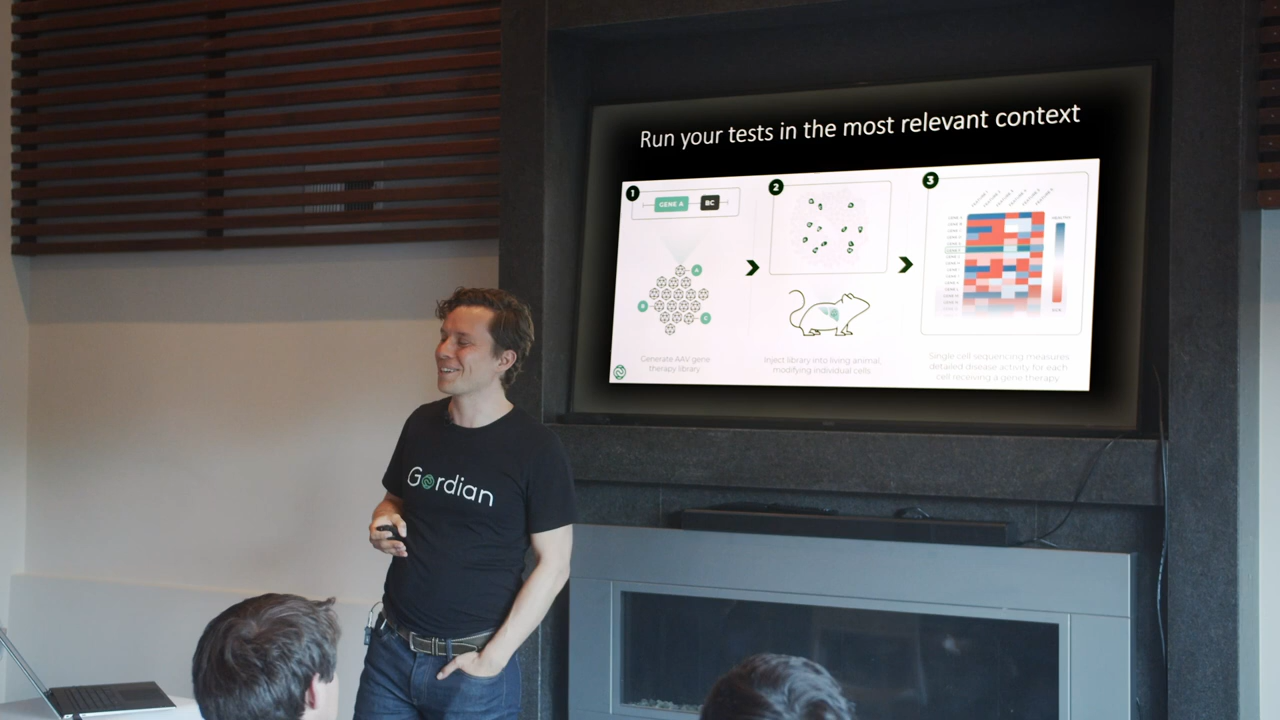 Run your tests in the most relevant context
1
GENE A
BC
A
B
C
Generate AAV gene
therapy library
2
Inject library into living animal,
modifying individual cells
3
Single cell sequencing measures
detailed disease activity for each
cell receiving a gene therapy
Gordian